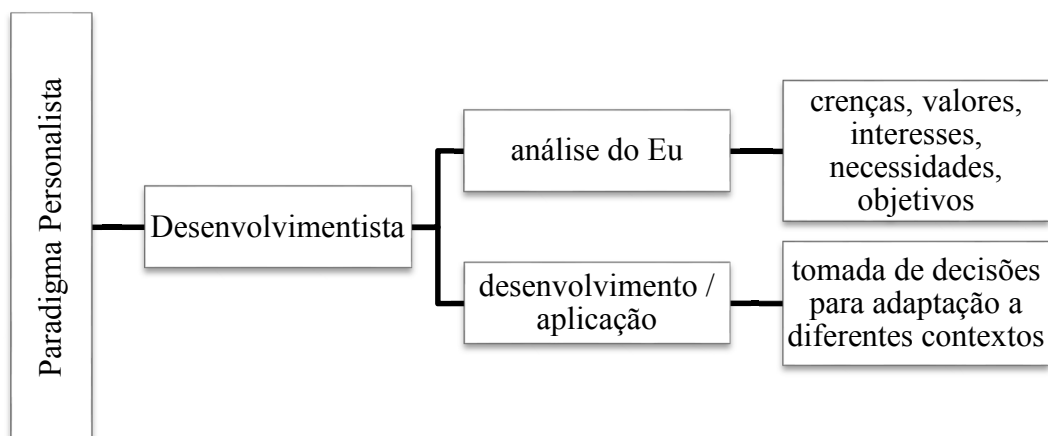 Paradigma Personalista
Desenvolvimentista
análise do Eu
crenças, valores,
interesses,
necessidades,
objetivos
desenvolvimento /
aplicação
tomada de decisões
para adaptação a
diferentes contextos